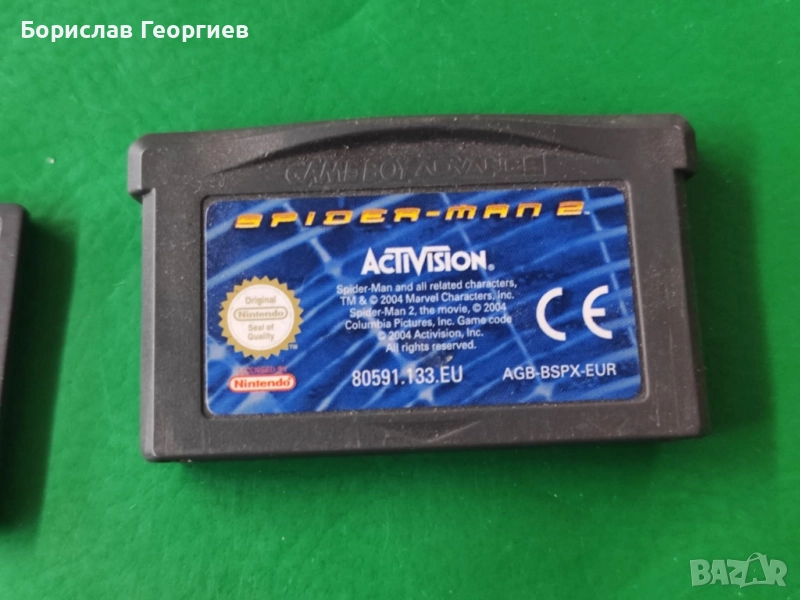 Борислав Георгиев
GAME BOY ADVANCE
SPIDER-MAN 2
ACTIVISION®
Spider-Man and all related characters,
TM & © 2004 Marvel Characters, Inc.
Spider-Man 2, the movie, © 2004
Columbia Pictures, Inc. Game code
© 2004 Activision, Inc.
All rights reserved.
Original
Nintendo
Seal of
Quality
TM
LICENSED BY
Nintendo
CE
80591.133.EU
AGB-BSPX-EUR
BAZAR